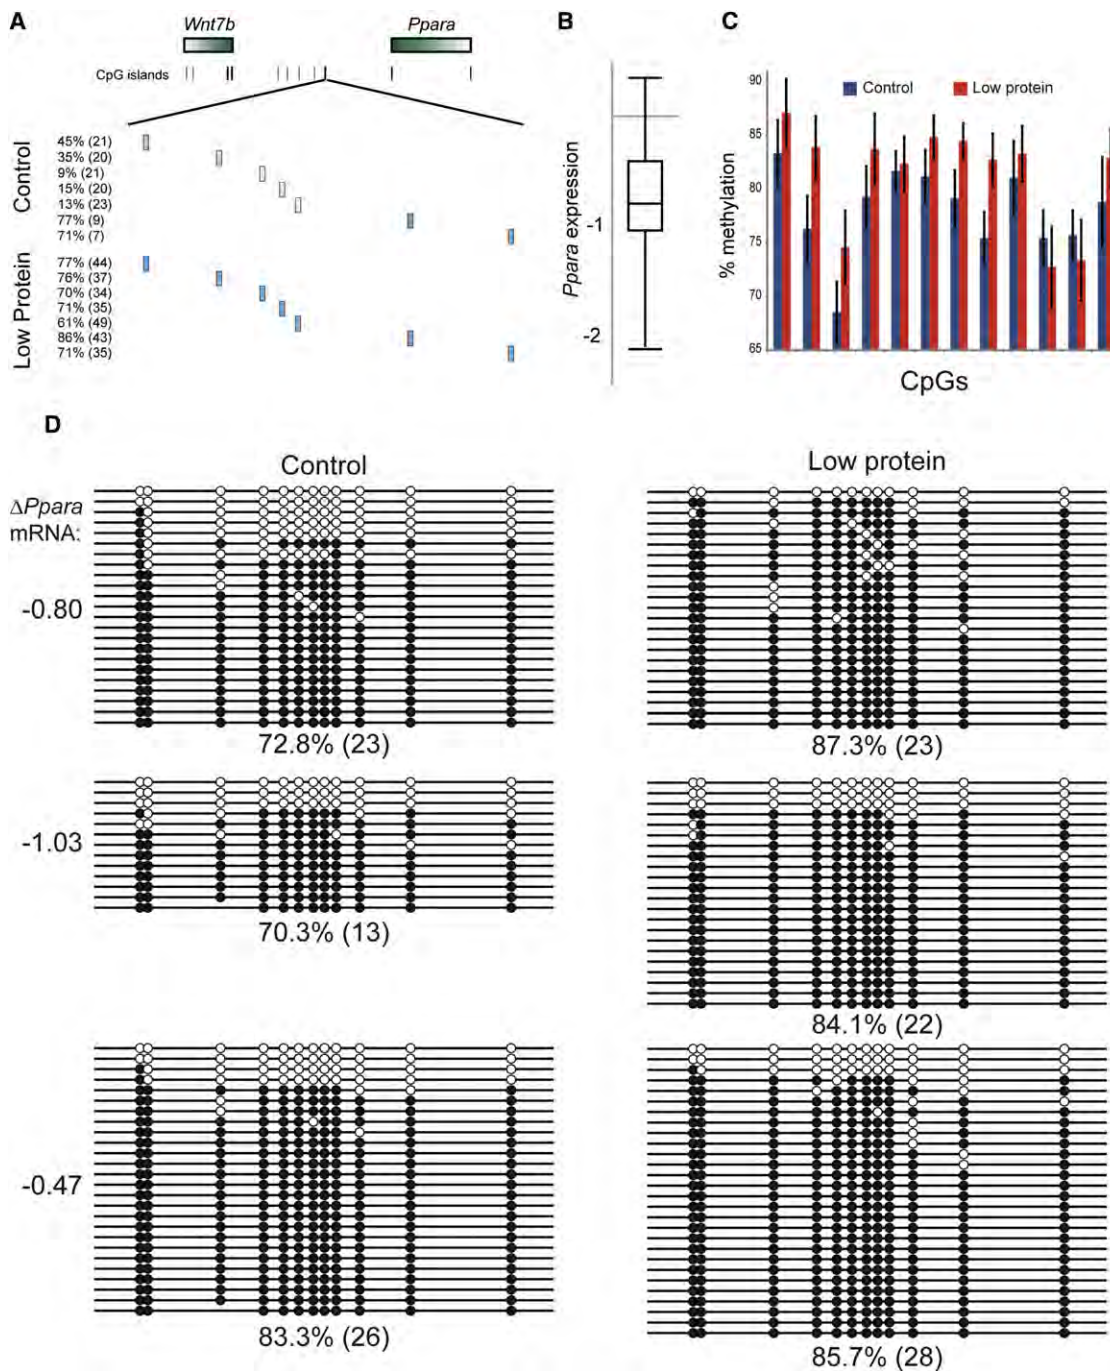 A
Wnt7b
Ppara
CpG islands
Control
45% (21)
35% (20)
9% (21)
15% (20)
13% (23)
77% (9)
71% (7)
Low Protein
77% (44)
76% (37)
70% (34)
71% (35)
61% (49)
86% (43)
71% (35)
B
Ppara expression
-1
-2
C
Control
Low protein
% methylation
90
85
80
75
70
65
CpGs
D
Control
Low protein
ΔPpara
mRNA:
-0.80
72.8% (23)
87.3% (23)
-1.03
70.3% (13)
84.1% (22)
-0.47
83.3% (26)
85.7% (28)